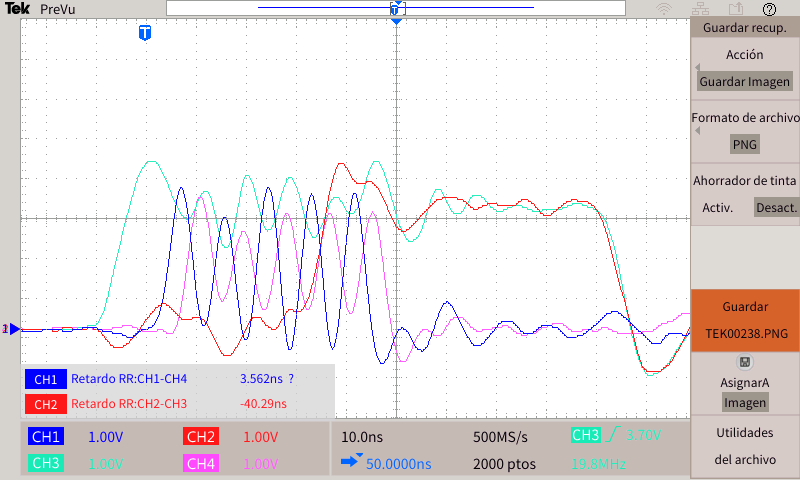 Tek PreVu
T
T
?
Guardar recup.
Acción
Guardar Imagen
Formato de archivo
PNG
Ahorrador de tinta
Activ. Desact.
Guardar
TEK00238.PNG
AsignarA
Imagen
Utilidades
del archivo
CH1 Retardo RR:CH1-CH4 3.562ns ?
CH2 Retardo RR:CH2-CH3 -40.29ns
CH1 1.00V CH2 1.00V 10.0ns 500MS/s CH3 3.70V
CH3 1.00V CH4 1.00V 50.0000ns 2000 ptos 19.8MHz